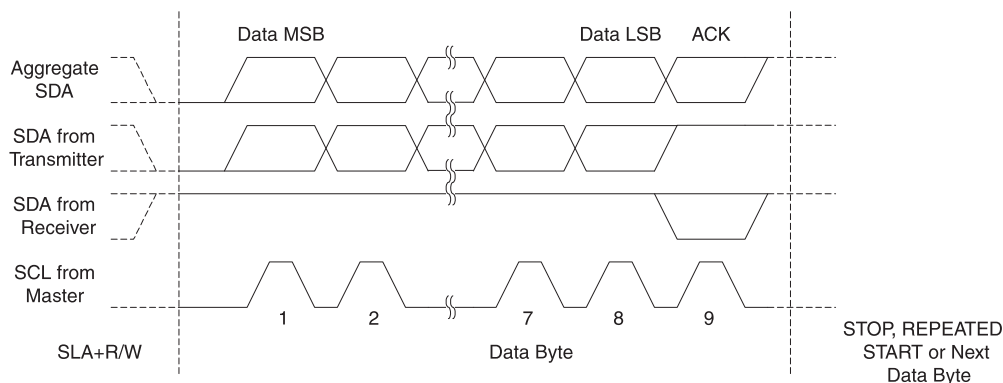 Data MSB
Data LSB
ACK
Aggregate
SDA
SDA from
Transmitter
SDA from
Receiver
SCL from
Master
1
2
7
8
9
SLA+R/W
Data Byte
STOP, REPEATED
START or Next
Data Byte